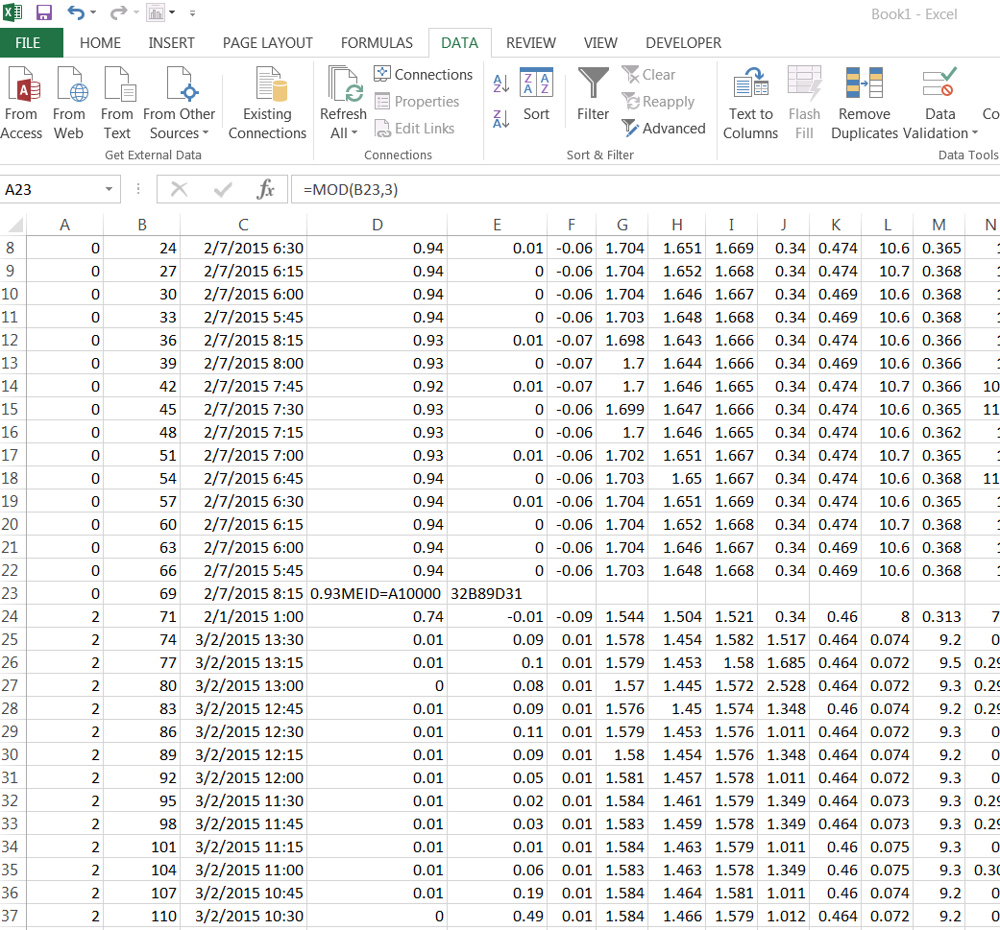 Book1 - Excel
FILE HOME INSERT PAGE LAYOUT FORMULAS DATA REVIEW VIEW DEVELOPER
From Access From Web From Text From Other Sources Existing Connections Refresh All Connections Properties Edit Links Sort Filter Clear Reapply Advanced Text to Columns Flash Fill Remove Duplicates Data Validation Co
Get External Data Connections Sort & Filter Data Tools
A23 fx =MOD(B23,3)
A B C D E F G H I J K L M N
8 0 24 2/7/2015 6:30 0.94 0.01 -0.06 1.704 1.651 1.669 0.34 0.474 10.6 0.365
9 0 27 2/7/2015 6:15 0.94 0 -0.06 1.704 1.652 1.668 0.34 0.474 10.7 0.368
10 0 30 2/7/2015 6:00 0.94 0 -0.06 1.704 1.646 1.667 0.34 0.469 10.6 0.368
11 0 33 2/7/2015 5:45 0.94 0 -0.06 1.703 1.648 1.668 0.34 0.469 10.6 0.368
12 0 36 2/7/2015 8:15 0.93 0.01 -0.07 1.698 1.643 1.666 0.34 0.474 10.6 0.366
13 0 39 2/7/2015 8:00 0.93 0 -0.07 1.7 1.644 1.666 0.34 0.469 10.6 0.366
14 0 42 2/7/2015 7:45 0.92 0.01 -0.07 1.7 1.646 1.665 0.34 0.474 10.7 0.366 10
15 0 45 2/7/2015 7:30 0.93 0 -0.06 1.699 1.647 1.666 0.34 0.474 10.6 0.365 11
16 0 48 2/7/2015 7:15 0.93 0 -0.06 1.7 1.646 1.665 0.34 0.474 10.6 0.362
17 0 51 2/7/2015 7:00 0.93 0.01 -0.06 1.702 1.651 1.667 0.34 0.474 10.7 0.365
18 0 54 2/7/2015 6:45 0.94 0 -0.06 1.703 1.65 1.667 0.34 0.474 10.6 0.368 11
19 0 57 2/7/2015 6:30 0.94 0.01 -0.06 1.704 1.651 1.669 0.34 0.474 10.6 0.365
20 0 60 2/7/2015 6:15 0.94 0 -0.06 1.704 1.652 1.668 0.34 0.474 10.7 0.368
21 0 63 2/7/2015 6:00 0.94 0 -0.06 1.704 1.646 1.667 0.34 0.469 10.6 0.368
22 0 66 2/7/2015 5:45 0.94 0 -0.06 1.703 1.648 1.668 0.34 0.469 10.6 0.368
23 0 69 2/7/2015 8:15 0.93MEID=A10000 32B89D31
24 2 71 2/1/2015 1:00 0.74 -0.01 -0.09 1.544 1.504 1.521 0.34 0.46 8 0.313 7
25 2 74 3/2/2015 13:30 0.01 0.09 0.01 1.578 1.454 1.582 1.517 0.464 0.074 9.2 0
26 2 77 3/2/2015 13:15 0.01 0.1 0.01 1.579 1.453 1.58 1.685 0.464 0.072 9.5 0.29
27 2 80 3/2/2015 13:00 0 0.08 0.01 1.57 1.445 1.572 2.528 0.464 0.072 9.3 0.29
28 2 83 3/2/2015 12:45 0.01 0.09 0.01 1.576 1.45 1.574 1.348 0.46 0.074 9.2 0.29
29 2 86 3/2/2015 12:30 0.01 0.11 0.01 1.579 1.453 1.576 1.011 0.464 0.072 9.3 0
30 2 89 3/2/2015 12:15 0.01 0.09 0.01 1.58 1.454 1.576 1.348 0.464 0.074 9.2 0
31 2 92 3/2/2015 12:00 0.01 0.05 0.01 1.581 1.457 1.578 1.011 0.464 0.072 9.3 0
32 2 95 3/2/2015 11:30 0.01 0.02 0.01 1.584 1.461 1.579 1.349 0.464 0.073 9.3 0.29
33 2 98 3/2/2015 11:45 0.01 0.03 0.01 1.583 1.459 1.578 1.349 0.464 0.073 9.3 0.29
34 2 101 3/2/2015 11:15 0.01 0.01 0.01 1.584 1.463 1.579 1.011 0.46 0.075 9.3 0
35 2 104 3/2/2015 11:00 0.01 0.06 0.01 1.583 1.463 1.578 1.349 0.46 0.075 9.3 0.30
36 2 107 3/2/2015 10:45 0.01 0.19 0.01 1.584 1.464 1.581 1.011 0.46 0.074 9.2 0
37 2 110 3/2/2015 10:30 0 0.49 0.01 1.584 1.466 1.579 1.012 0.464 0.074 9.2 0